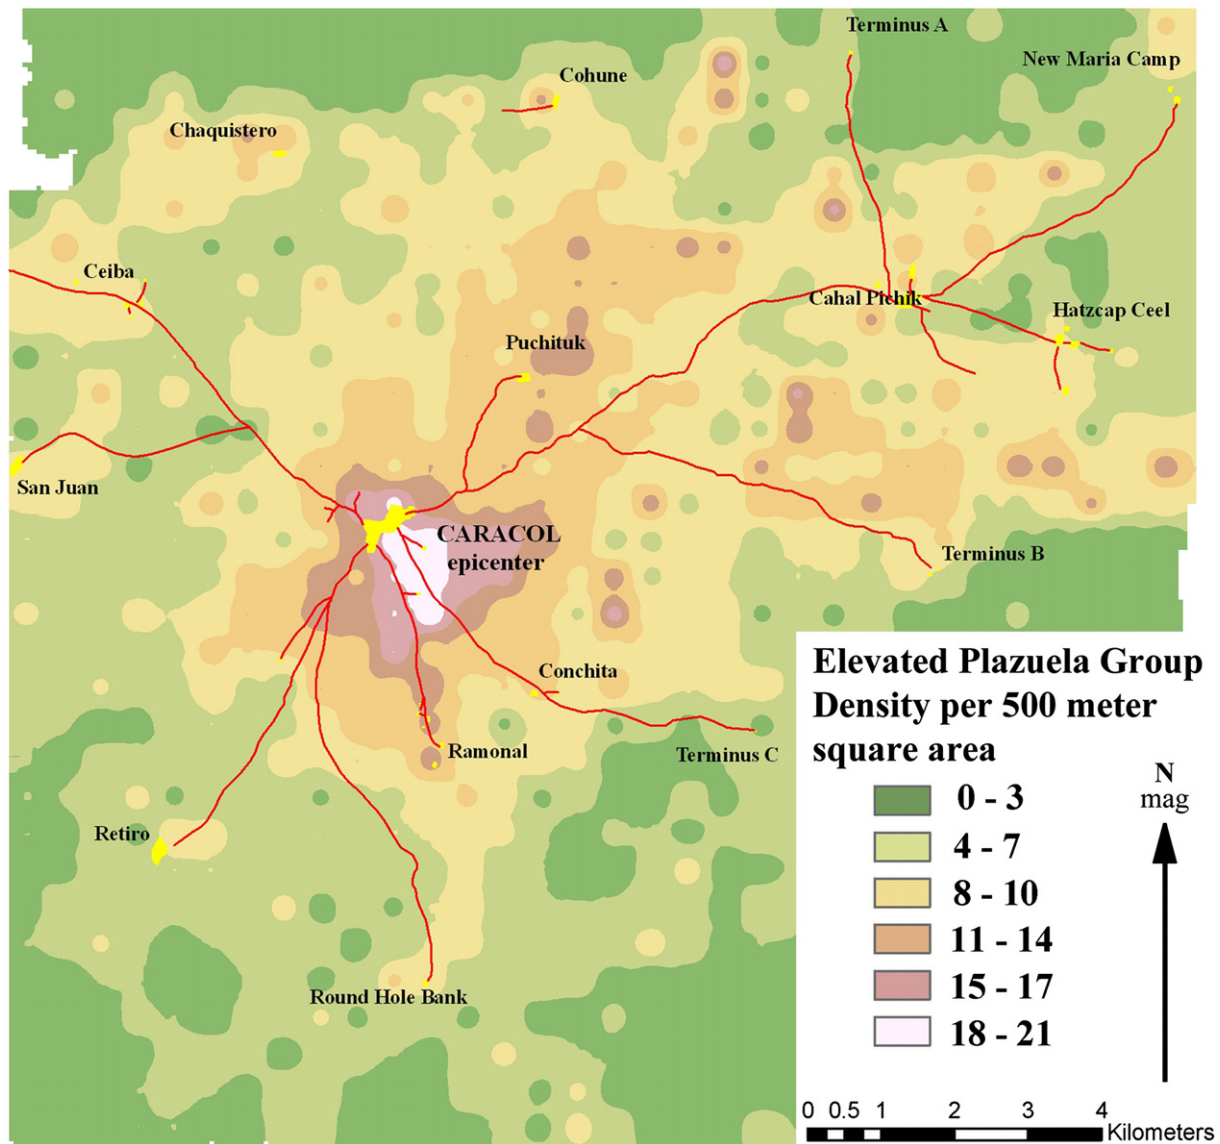 Terminus A
New Maria Camp
Cohune
Chaquistero
Ceiba
Cahal Pichik
Hatzcap Ceel
Puchituk
San Juan
CARACOL
epicenter
Terminus B
Conchita
Ramonal
Terminus C
Retiro
Round Hole Bank
Elevated Plazuela Group
Density per 500 meter
square area
0 - 3
4 - 7
8 - 10
11 - 14
15 - 17
18 - 21
N
mag
0 0.5 1 2 3 4
Kilometers